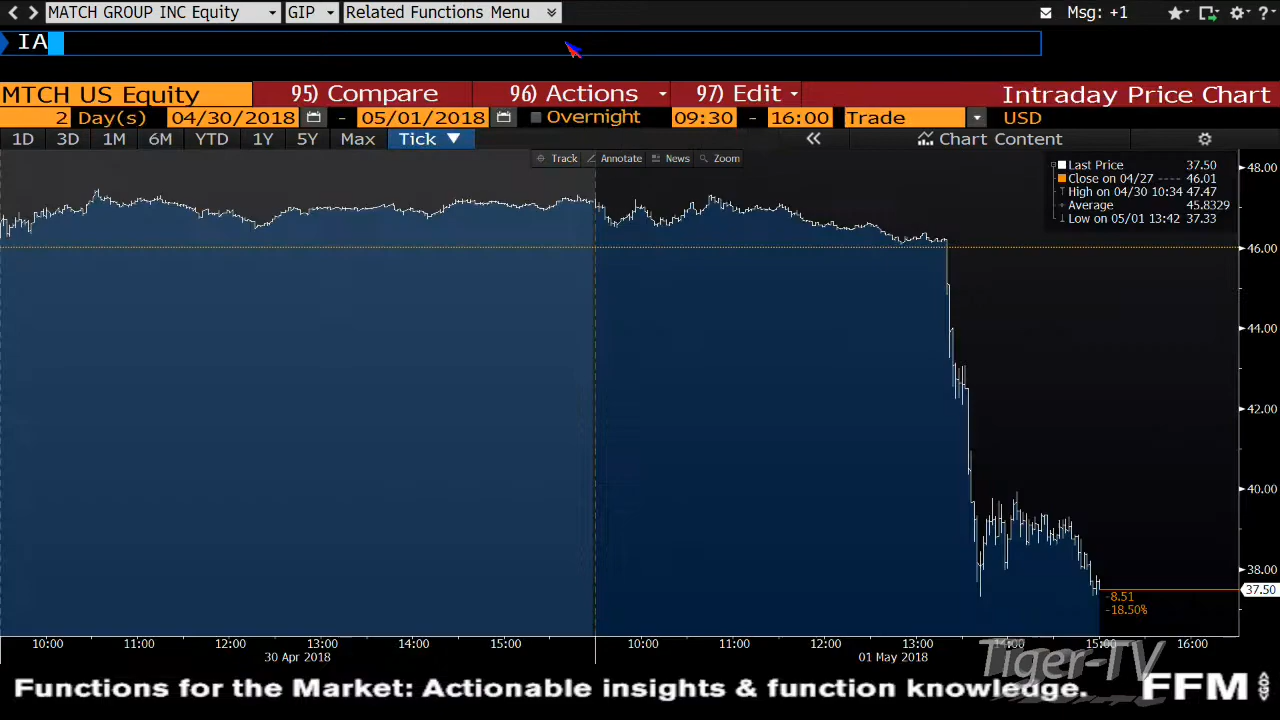 MATCH GROUP INC Equity GIP Related Functions Menu Msg: +1 ?
IA
MTCH US Equity 95) Compare 96) Actions 97) Edit Intraday Price Chart
2 Day(s) 04/30/2018 - 05/01/2018 Overnight 09:30 - 16:00 Trade USD
1D 3D 1M 6M YTD 1Y 5Y Max Tick Chart Content
Track Annotate News Zoom
Last Price 37.50
Close on 04/27 ---- 46.01
High on 04/30 10:34 47.47
Average 45.8329
Low on 05/01 13:42 37.33
48.00
46.00
44.00
42.00
40.00
38.00
37.50
-8.51
-18.50%
10:00 11:00 12:00 13:00 14:00 15:00 10:00 11:00 12:00 13:00 14:00 15:00 16:00
30 Apr 2018 01 May 2018
Tiger-TV
Functions for the Market: Actionable insights & function knowledge. FFM